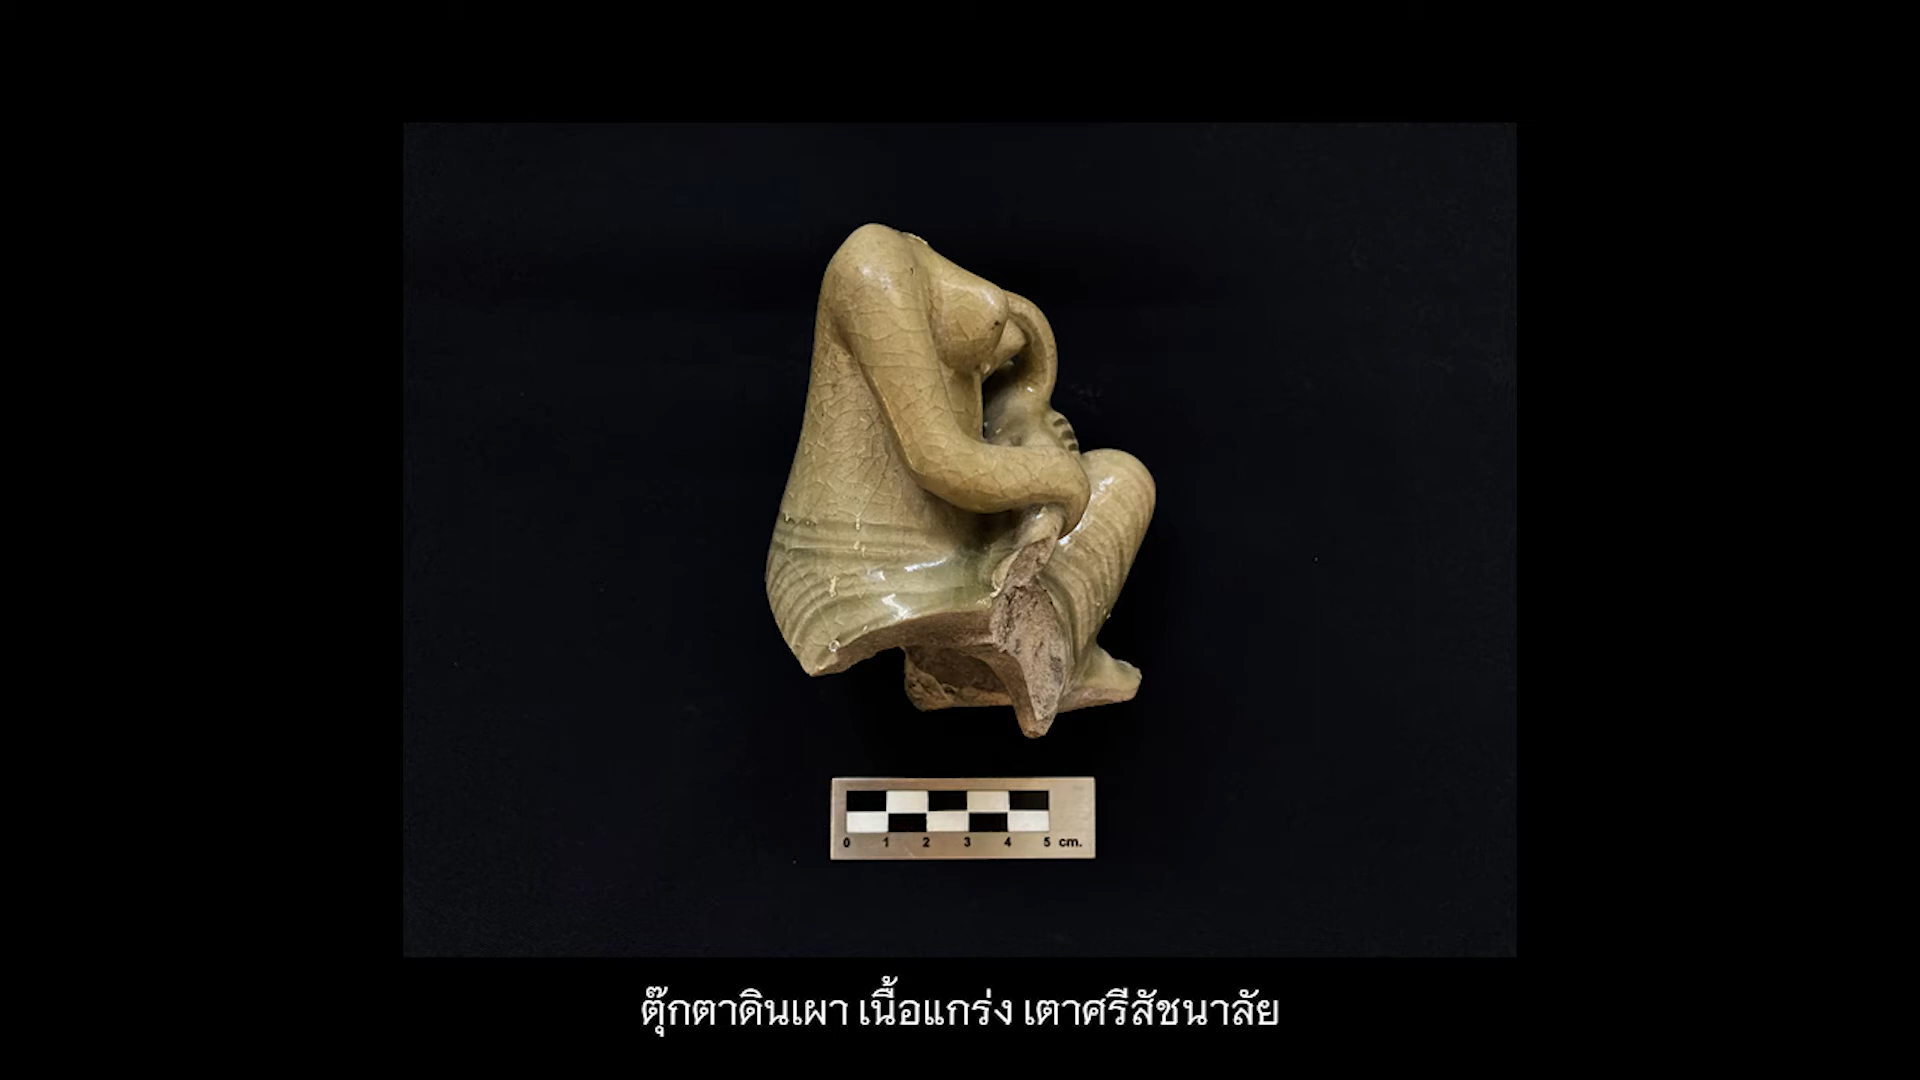 0 1 2 3 4 5 cm.
ตุ๊กตาดินเผา เนื้อแกร่ง เตาศรีสัชนาลัย